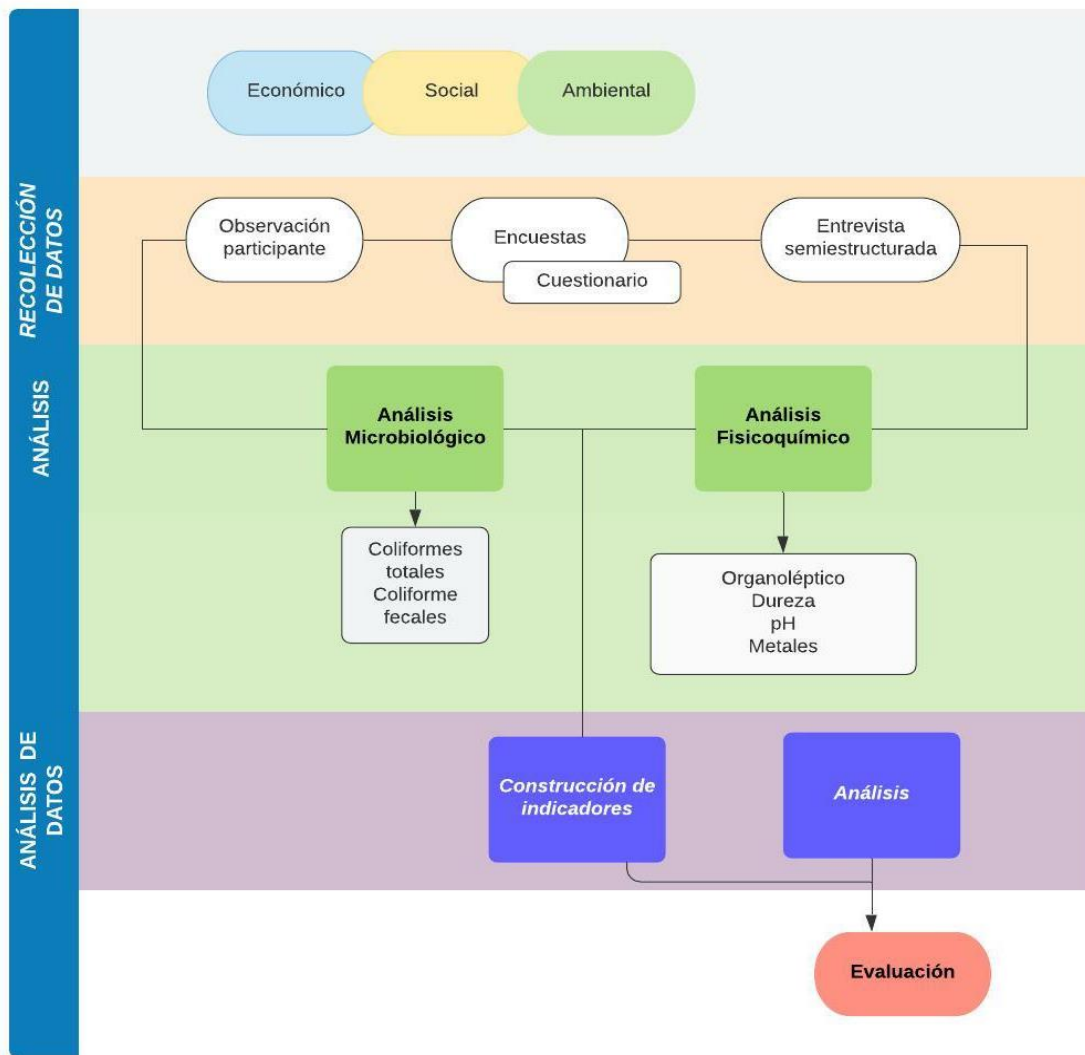 Económico
Social
Ambiental
RECOLECCIÓN
DE DATOS
Observación
participante
Encuestas
Cuestionario
Entrevista
semiestructurada
ANÁLISIS
Análisis
Microbiológico
Análisis
Fisicoquímico
Coliformes
totales
Coliforme
fecales
Organoléptico
Dureza
pH
Metales
ANÁLISIS DE
DATOS
Construcción de
indicadores
Análisis
Evaluación